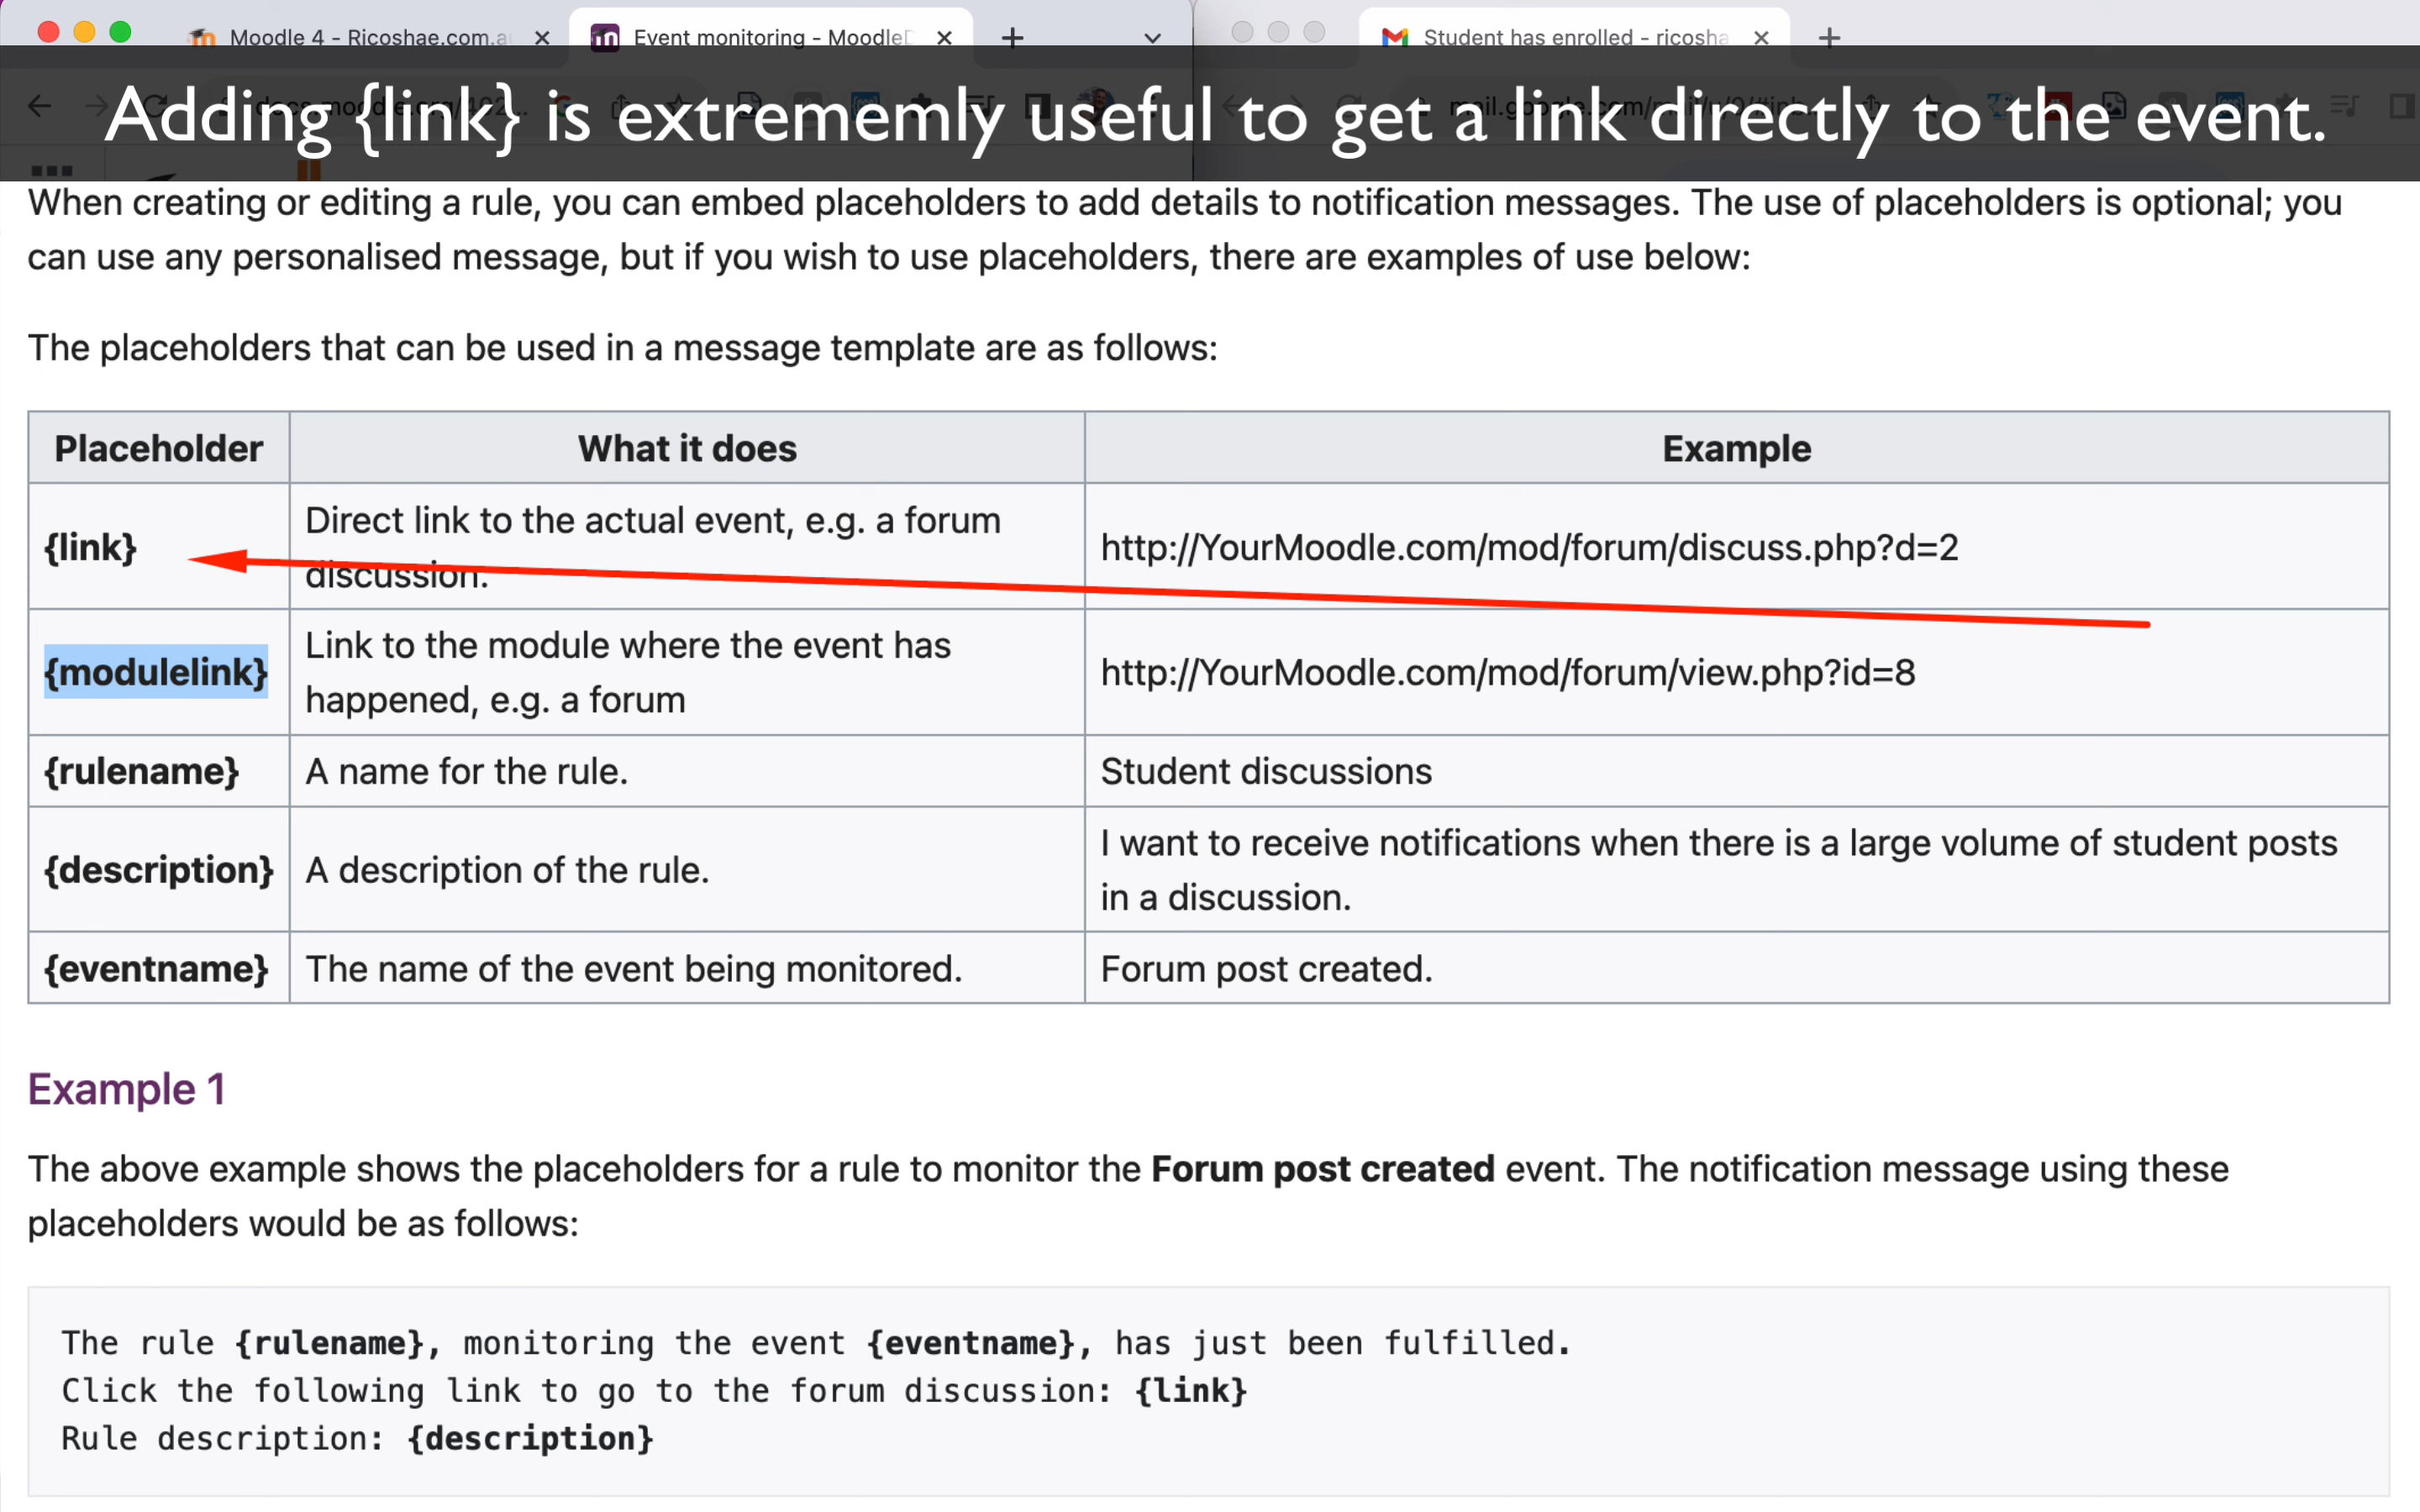 Moodle 4 - Ricoshae.com.a
Event monitoring - Moodle
Student has enrolled - ricosha
Adding {link} is extrememly useful to get a link directly to the event.
When creating or editing a rule, you can embed placeholders to add details to notification messages. The use of placeholders is optional; you
can use any personalised message, but if you wish to use placeholders, there are examples of use below:
The placeholders that can be used in a message template are as follows:
Placeholder What it does Example
{link} Direct link to the actual event, e.g. a forum
discussion. http://YourMoodle.com/mod/forum/discuss.php?d=2
{modulelink} Link to the module where the event has
happened, e.g. a forum http://YourMoodle.com/mod/forum/view.php?id=8
{rulename} A name for the rule. Student discussions
{description} A description of the rule. I want to receive notifications when there is a large volume of student posts
in a discussion.
{eventname} The name of the event being monitored. Forum post created.
Example 1
The above example shows the placeholders for a rule to monitor the Forum post created event. The notification message using these
placeholders would be as follows:
The rule {rulename}, monitoring the event {eventname}, has just been fulfilled.
Click the following link to go to the forum discussion: {link}
Rule description: {description}